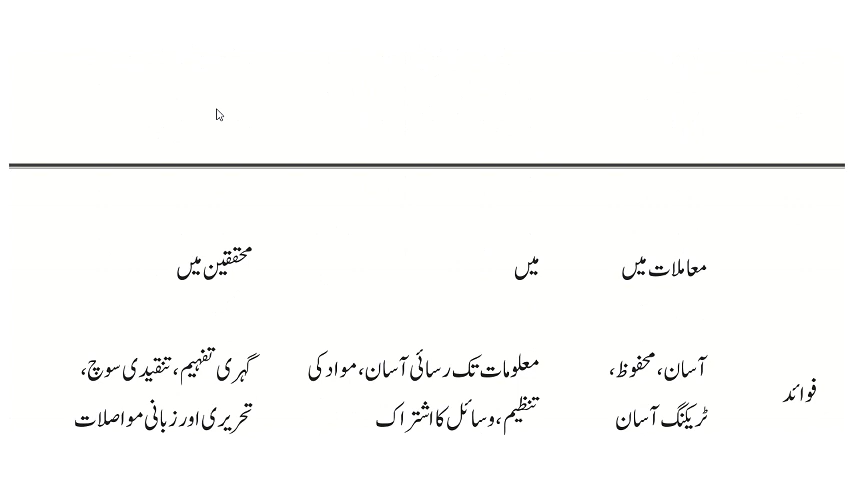 معاملات میں میں محققین میں
آسان، محفوظ، معلومات تک رسائی آسان، مواد کی گہری تفہیم، تنقیدی سوچ،
فوائد
ٹریکنگ آسان تنظیم، وسائل کا اشتراک تحریری اور زبانی مواصلات